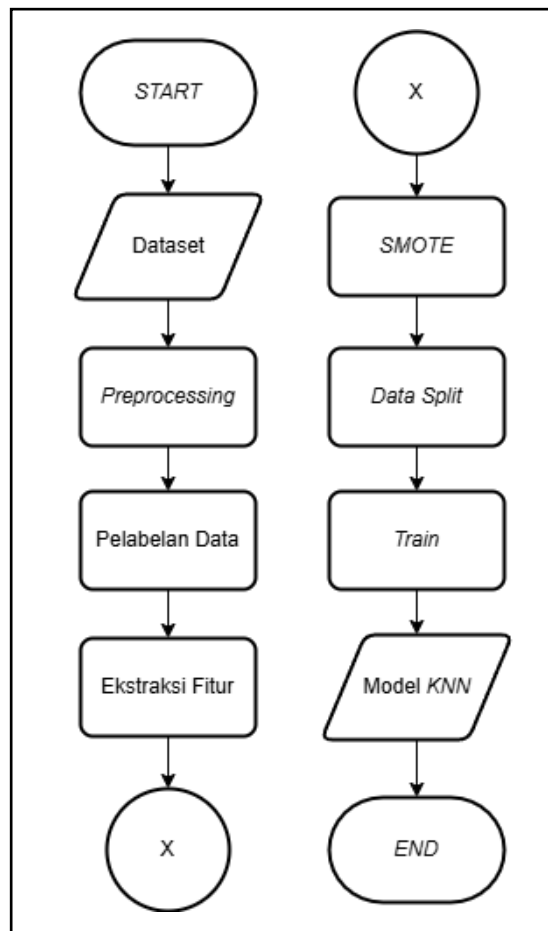 START
Dataset
Preprocessing
Pelabelan Data
Ekstraksi Fitur
X
X
SMOTE
Data Split
Train
Model KNN
END